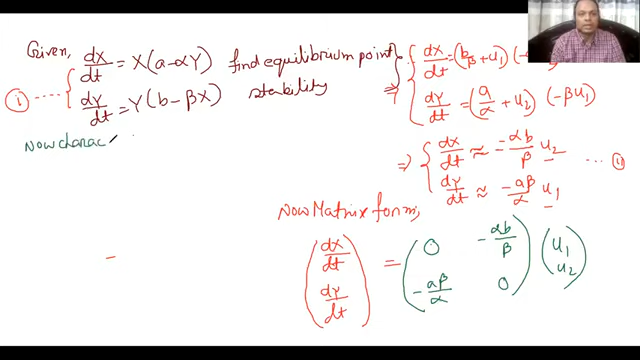 Given, dX/dt = X(a-αY) find equilibrium point
(i) ..... dY/dt = Y(b-βX) stability
Now charac
dX/dt = (b/β + u₁)(-α
⇒ dY/dt = (a/α + u₂)(-βu₁)
⇒ dX/dt ≈ -αb/β u₂
dY/dt ≈ -aβ/α u₁ ... (ii)
Now Matrix form,
(dX/dt dY/dt) = (0 -αb/β -aβ/α 0) (u₁ u₂)